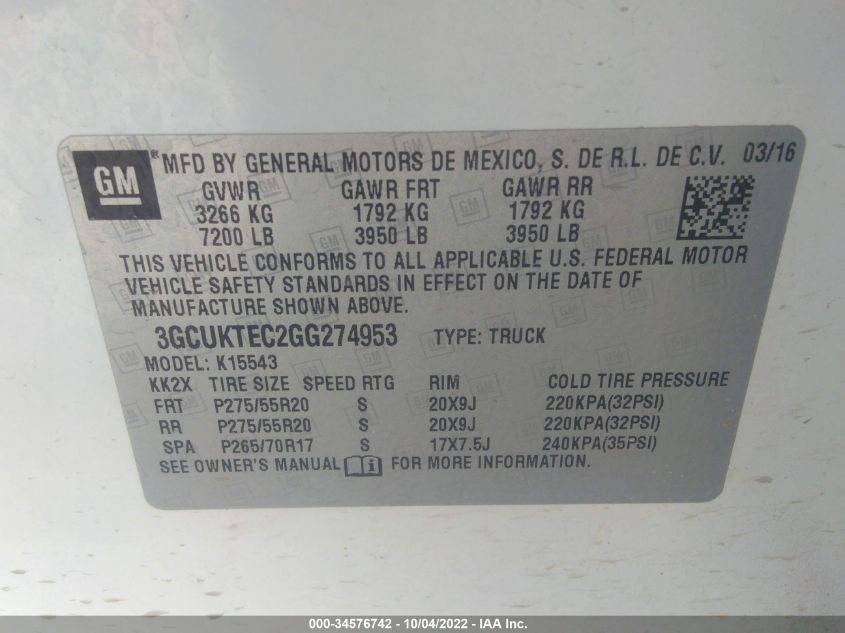 GM ® MFD BY GENERAL MOTORS DE MEXICO, S. DE R.L. DE C.V. 03/16
GVWR GAWR FRT GAWR RR
3266 KG 1792 KG 1792 KG
7200 LB 3950 LB 3950 LB
THIS VEHICLE CONFORMS TO ALL APPLICABLE U.S. FEDERAL MOTOR
VEHICLE SAFETY STANDARDS IN EFFECT ON THE DATE OF
MANUFACTURE SHOWN ABOVE.
3GCUKTEC2GG274953 TYPE: TRUCK
MODEL: K15543
KK2X TIRE SIZE SPEED RTG RIM COLD TIRE PRESSURE
FRT P275/55R20 S 20X9J 220KPA(32PSI)
RR P275/55R20 S 20X9J 220KPA(32PSI)
SPA P265/70R17 S 17X7.5J 240KPA(35PSI)
SEE OWNER'S MANUAL i FOR MORE INFORMATION.
000-34576742 - 10/04/2022 - IAA Inc.